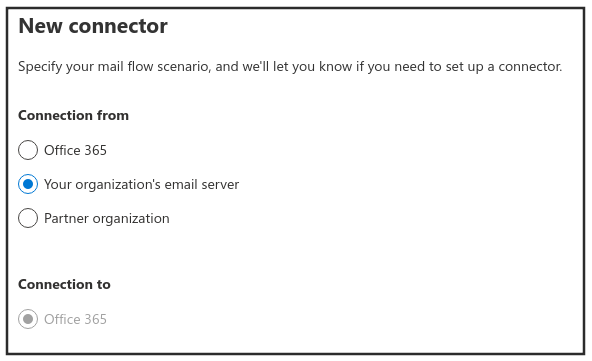 New connector
Specify your mail flow scenario, and we'll let you know if you need to set up a connector.
Connection from
Office 365
Your organization's email server
Partner organization
Connection to
Office 365